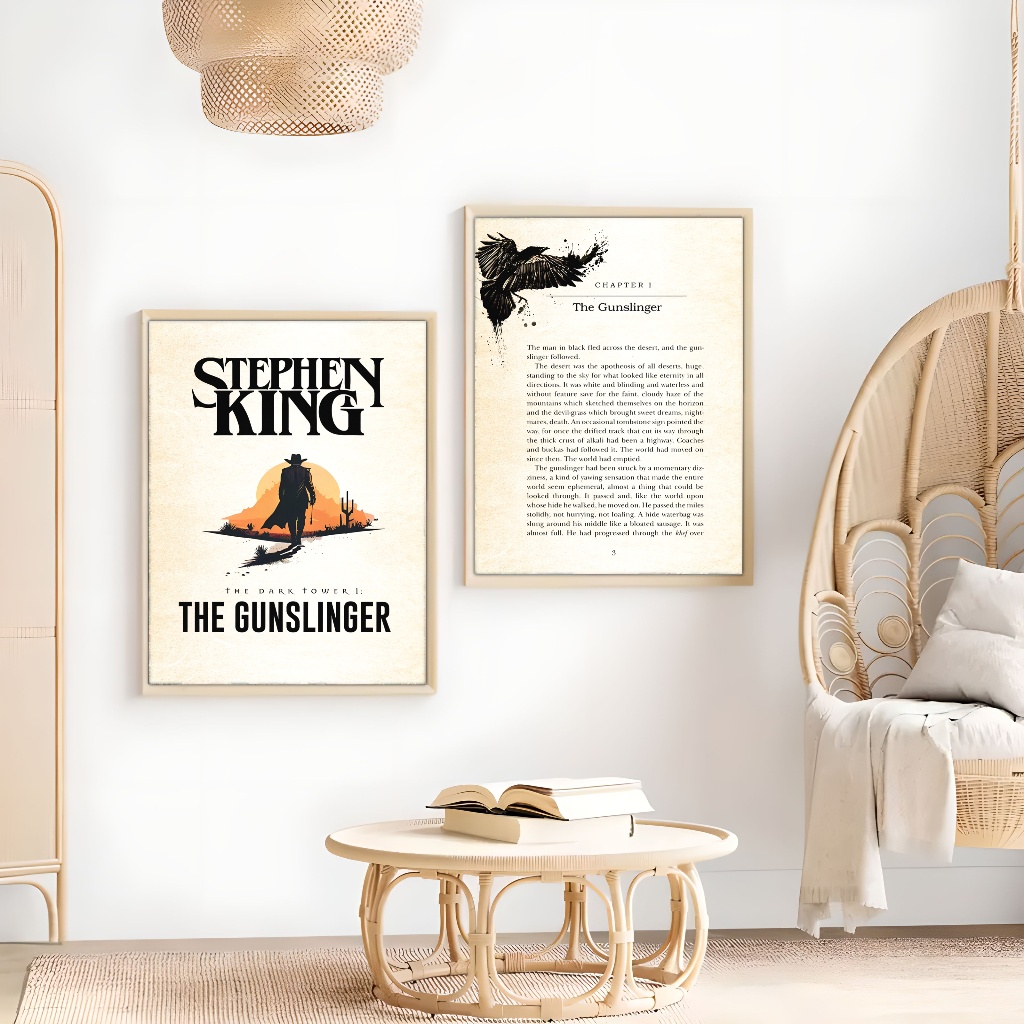 STEPHEN
KING
THE DARK TOWER I:
THE GUNSLINGER
CHAPTER I
The Gunslinger
The man in black fled across the desert, and the gun-
slinger followed.
The desert was the apotheosis of all deserts, huge,
standing to the sky for what looked like eternity in all
directions. It was white and blinding and waterless and
without feature save for the faint, cloudy haze of the
mountains which sketched themselves on the horizon
and the devil-grass which brought sweet dreams, night-
mares, death. An occasional tombstone sign pointed the
way, for once the drifted track that cut its way through
the thick crust of alkali had been a highway. Coaches
and buckas had followed it. The world had moved on
since then. The world had emptied.
The gunslinger had been struck by a momentary diz-
ziness, a kind of yawing sensation that made the entire
world seem ephemeral, almost a thing that could be
looked through. It passed and, like the world upon
whose hide he walked, he moved on. He passed the miles
stolidly, not hurrying, not loafing. A hide waterbag was
slung around his middle like a bloated sausage. It was
almost full. He had progressed through the khef over
3